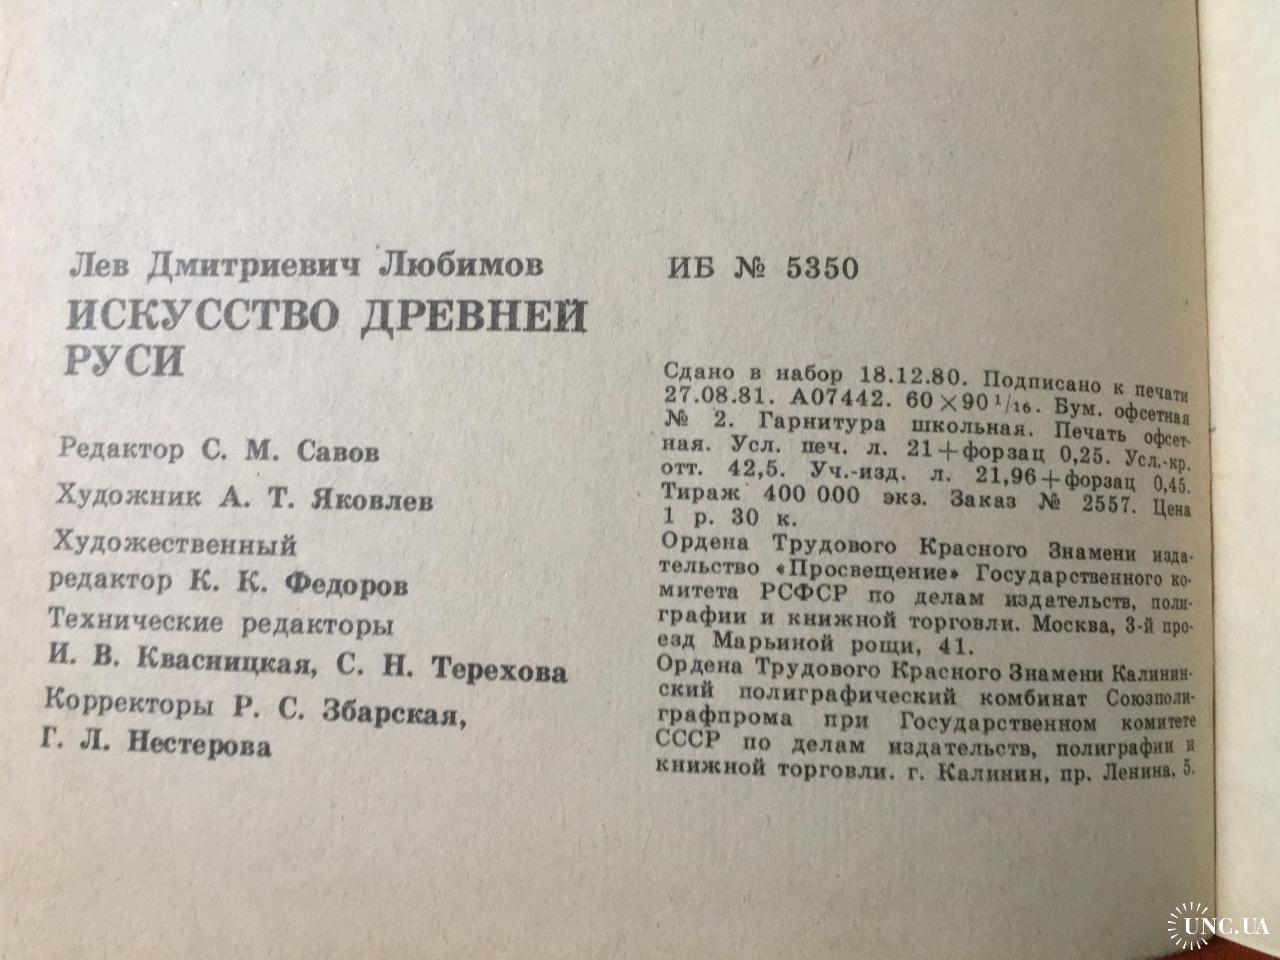 Лев Дмитриевич Любимов
ИСКУССТВО ДРЕВНЕЙ
РУСИ
Редактор С. М. Савов
Художник А. Т. Яковлев
Художественный
редактор К. К. Федоров
Технические редакторы
И. В. Квасницкая, С. Н. Терехова
Корректоры Р. С. Збарская,
Г. Л. Нестерова
ИБ № 5350
Сдано в набор 18.12.80. Подписано к печати
27.08.81. А07442. 60×90 1/16. Бум. офсетная
№ 2. Гарнитура школьная. Печать офсет-
ная. Усл. печ. л. 21+форзац 0,25. Усл.-кр.
отт. 42,5. Уч.-изд. л. 21,96+форзац 0,45.
Тираж 400 000 экз. Заказ № 2557. Цена
1 р. 30 к.
Ордена Трудового Красного Знамени изда-
тельство «Просвещение» Государственного ко-
митета РСФСР по делам издательств, поли-
графии и книжной торговли. Москва, 3-й про-
езд Марьиной рощи, 41.
Ордена Трудового Красного Знамени Калинин-
ский полиграфический комбинат Союзполи-
графпрома при Государственном комитете
СССР по делам издательств, полиграфии и
книжной торговли. г. Калинин, пр. Ленина, 5.
UNC.UA